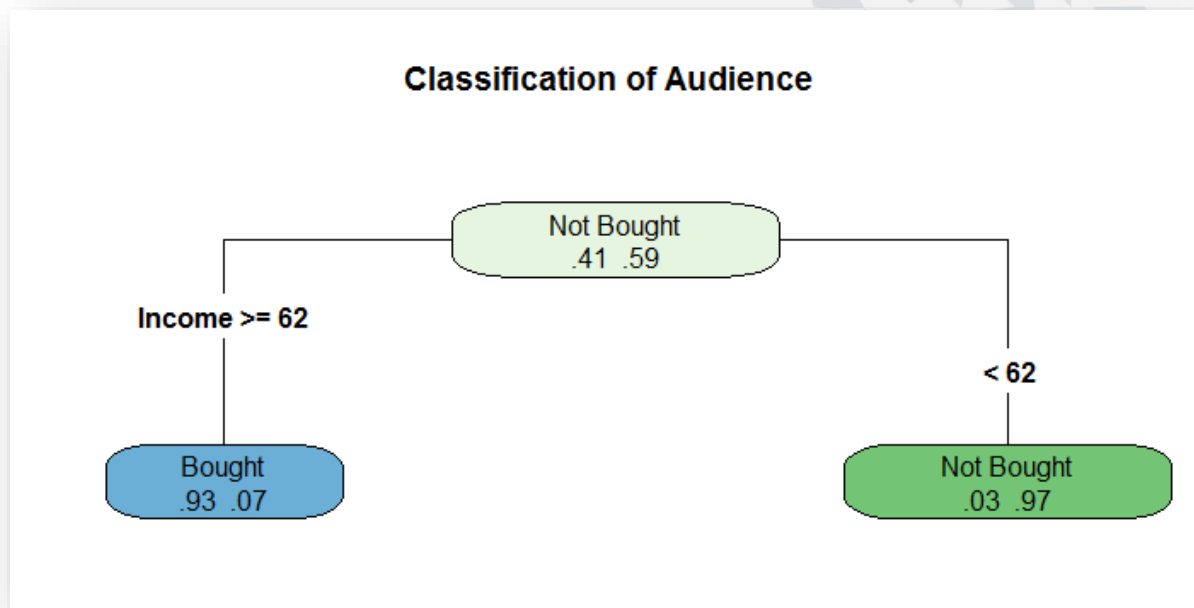 Classification of Audience
Not Bought
.41 .59
Income >= 62
< 62
Bought
.93 .07
Not Bought
.03 .97